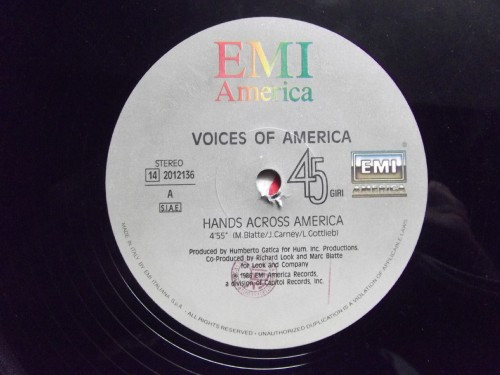 EMI
America
VOICES OF AMERICA
STEREO
14 2012136
A
S.I.A.E.
45
GIRI
EMI
AMERICA
HANDS ACROSS AMERICA
4'55" (M.Blatte/J.Carney/L.Gottlieb)
Produced by Humberto Gatica for Hum, Inc. Productions.
Co-Produced by Richard Look and Marc Blatte
for Look and Company
℗ 1986 EMI America Records,
a division of Capitol Records, Inc.
MADE IN ITALY BY EMI ITALIANA S.p.A. - ALL RIGHTS RESERVED - UNAUTHORIZED DUPLICATION IS A VIOLATION OF APPLICABLE LAWS